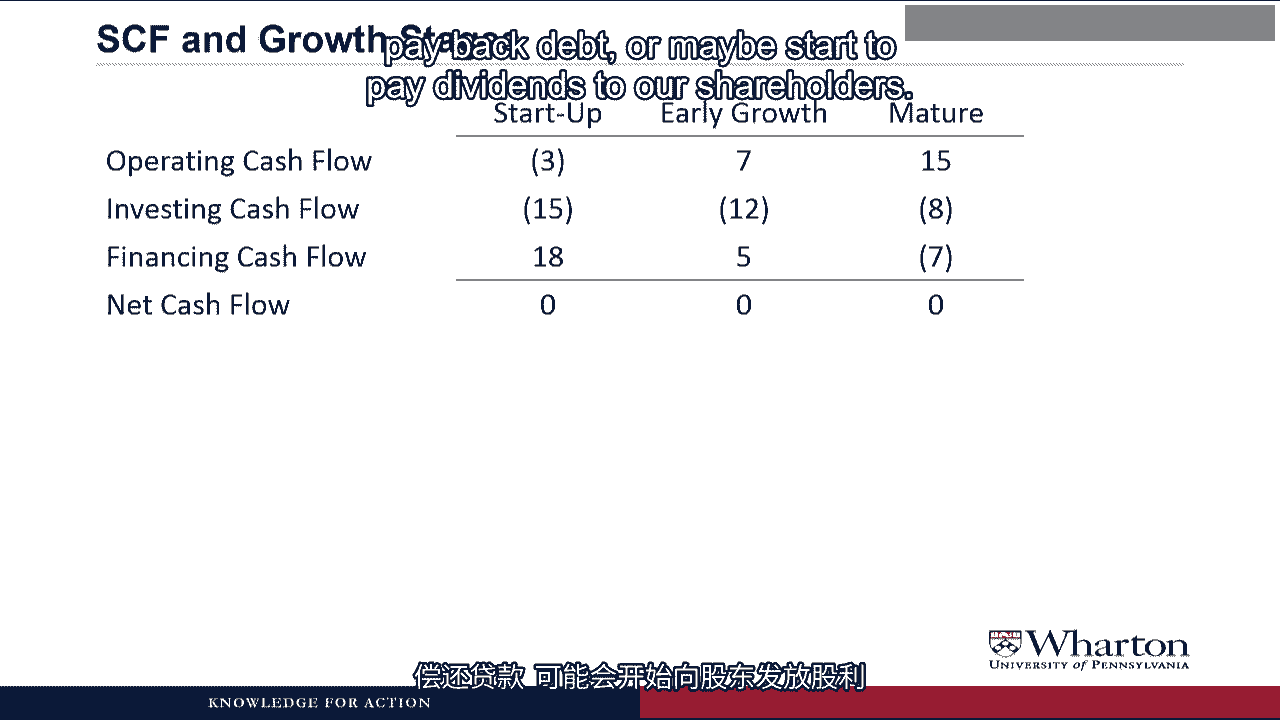 SCF and Growth Stages
pay back debt, or maybe start to
pay dividends to our shareholders.
Start-Up Early Growth Mature
Operating Cash Flow (3) 7 15
Investing Cash Flow (15) (12) (8)
Financing Cash Flow 18 5 (7)
Net Cash Flow 0 0 0
Wharton
UNIVERSITY of PENNSYLVANIA
偿还贷款 可能会开始向股东发放股利
KNOWLEDGE FOR ACTION